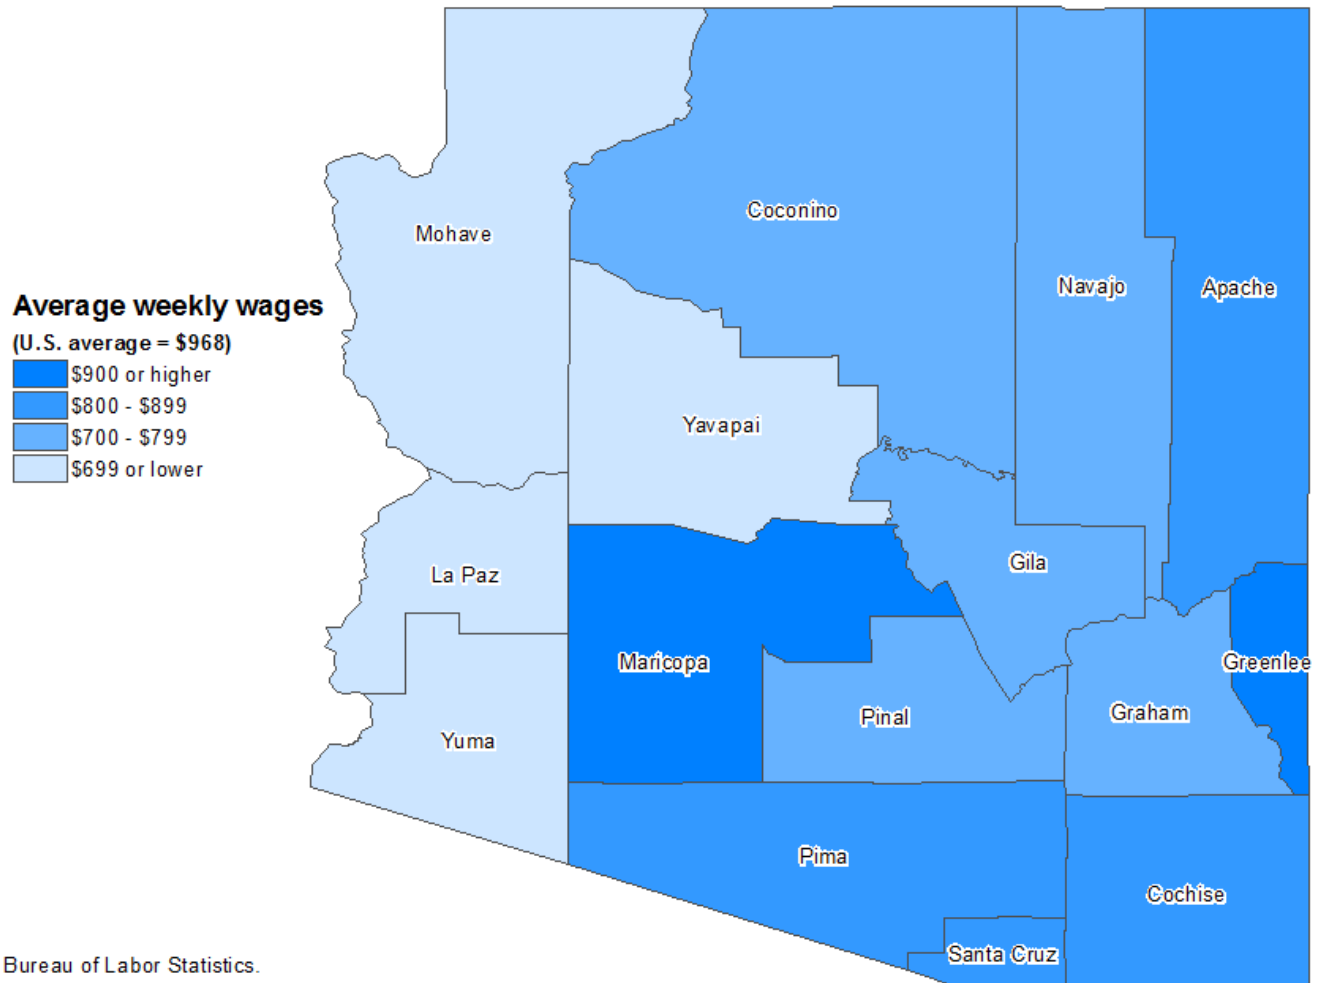 Coconino
Mohave
Navajo
Apache
Average weekly wages
(U.S. average = $968)
$900 or higher
$800 - $899
$700 - $799
$699 or lower
Yavapai
La Paz
Gila
Maricopa
Greenlee
Pinal
Graham
Yuma
Pima
Cochise
Santa Cruz
Bureau of Labor Statistics.